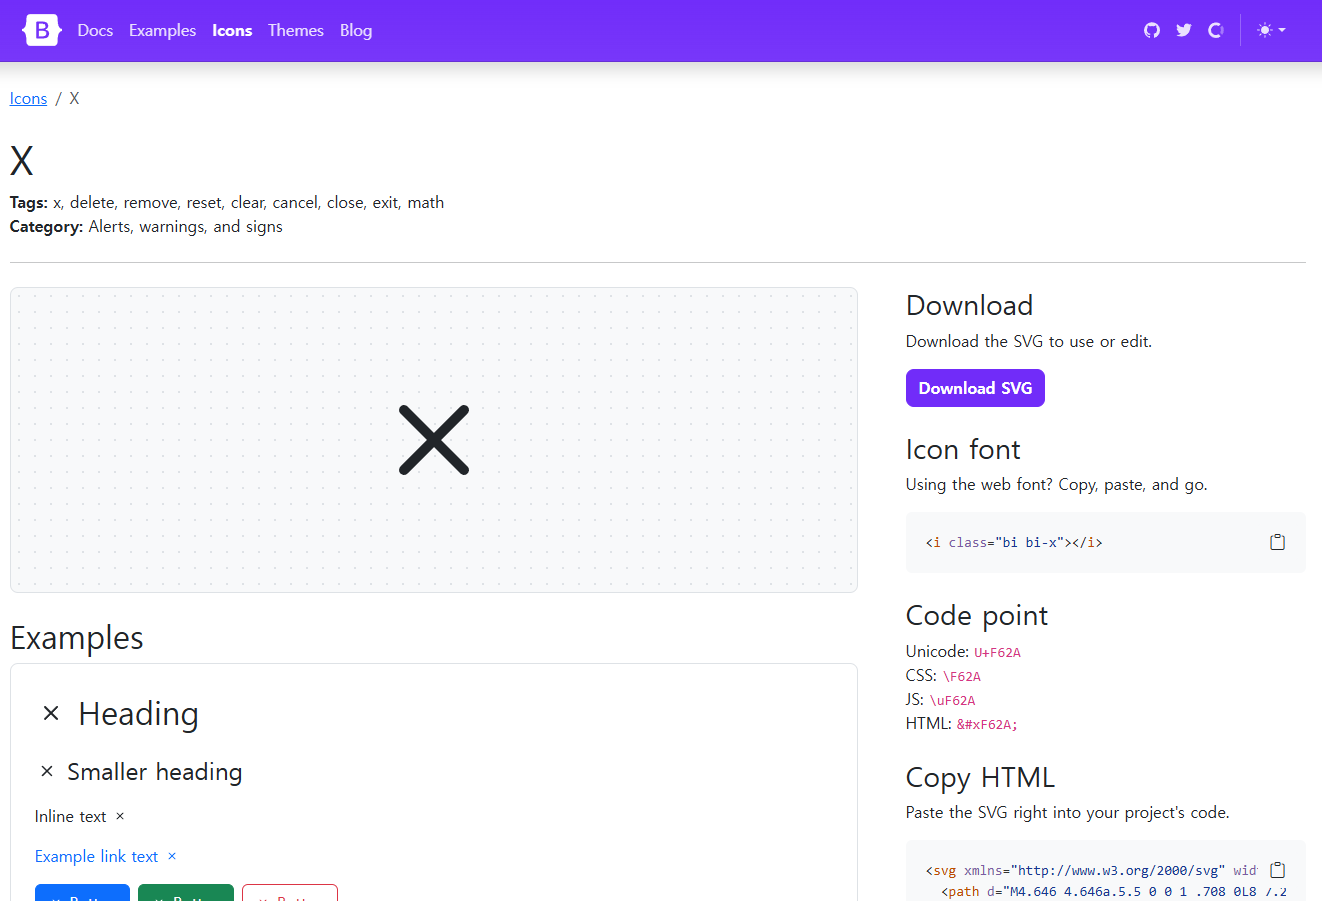 B Docs Examples Icons Themes Blog
Icons / X
X
Tags: x, delete, remove, reset, clear, cancel, close, exit, math
Category: Alerts, warnings, and signs
Download
Download the SVG to use or edit.
Download SVG
Icon font
Using the web font? Copy, paste, and go.
<i class="bi bi-x"></i>
Code point
Unicode: U+F62A
CSS: \F62A
JS: \uF62A
HTML: &#xF62A;
Copy HTML
Paste the SVG right into your project's code.
<svg xmlns="http://www.w3.org/2000/svg"
<path d="M4.646 4.646a.5.5 0 0 1 .708 0L8
Examples
Heading
Smaller heading
Inline text
Example link text